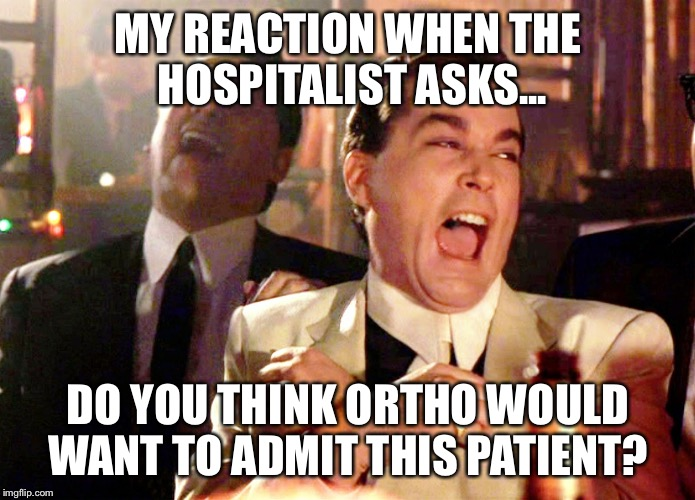 MY REACTION WHEN THE
HOSPITALIST ASKS...
DO YOU THINK ORTHO WOULD
WANT TO ADMIT THIS PATIENT?
imgflip.com